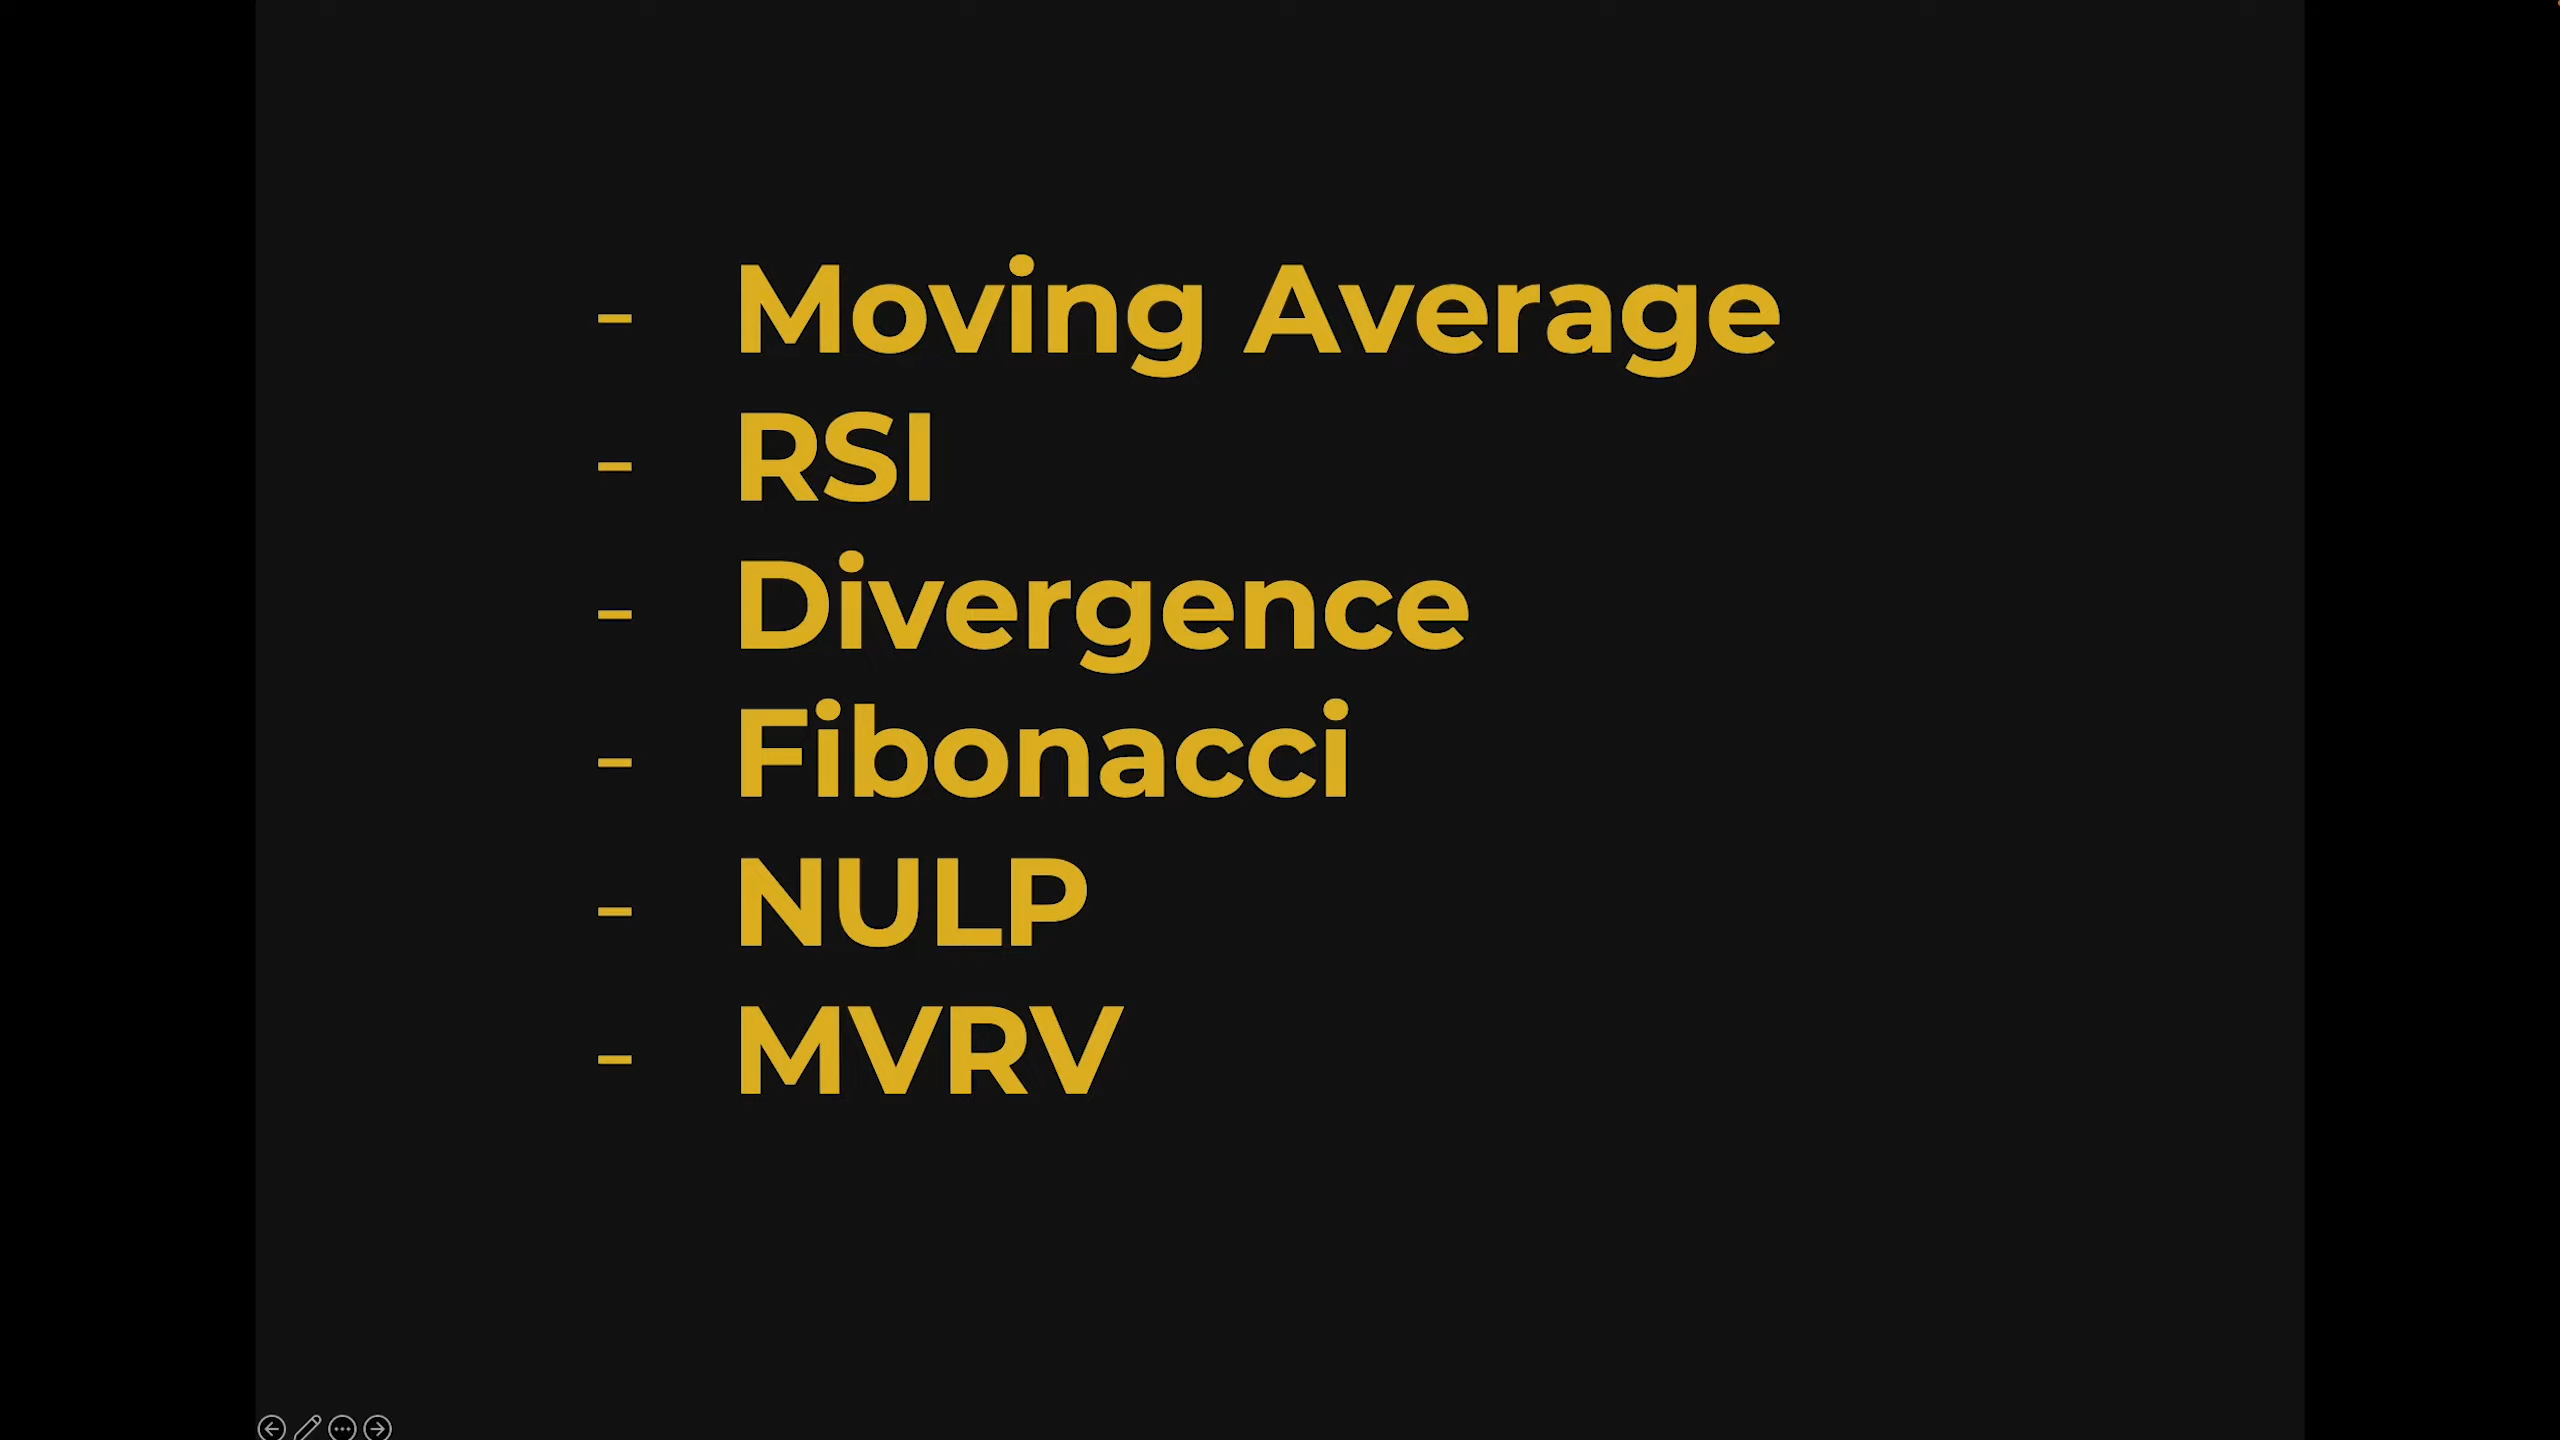 - Moving Average
- RSI
- Divergence
- Fibonacci
- NULP
- MVRV